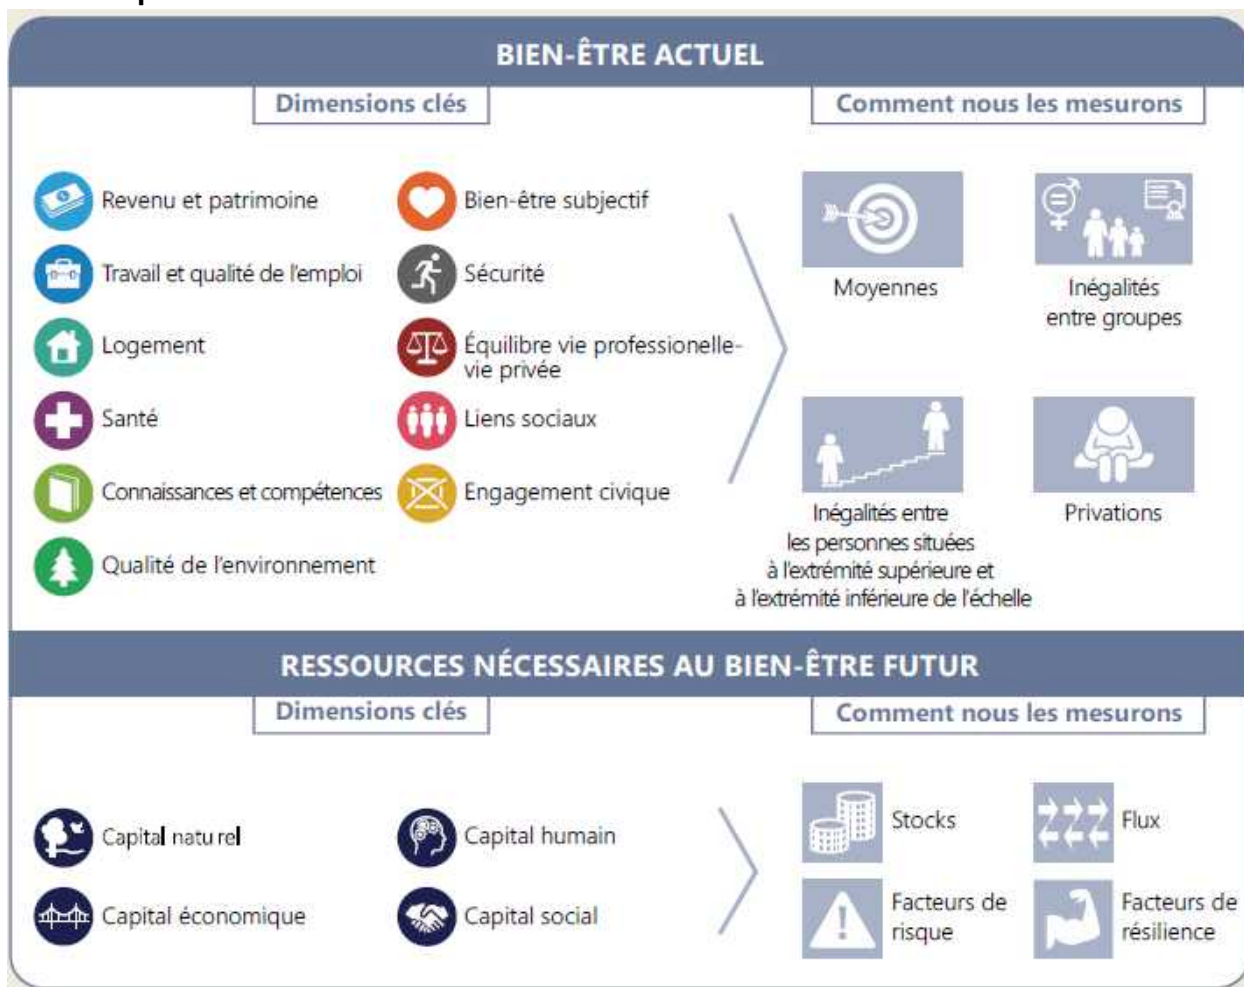 BIEN-ÊTRE ACTUEL
Dimensions clés
Revenu et patrimoine
Travail et qualité de l'emploi
Logement
Santé
Connaissances et compétences
Qualité de l'environnement
Bien-être subjectif
Sécurité
Équilibre vie professionelle-
vie privée
Liens sociaux
Engagement civique
Comment nous les mesurons
Moyennes
Inégalités
entre groupes
Inégalités entre
les personnes situées
à l'extrémité supérieure et
à l'extrémité inférieure de l'échelle
Privations
RESSOURCES NÉCESSAIRES AU BIEN-ÊTRE FUTUR
Dimensions clés
Capital naturel
Capital économique
Capital humain
Capital social
Comment nous les mesurons
Stocks
Flux
Facteurs de
risque
Facteurs de
résilience